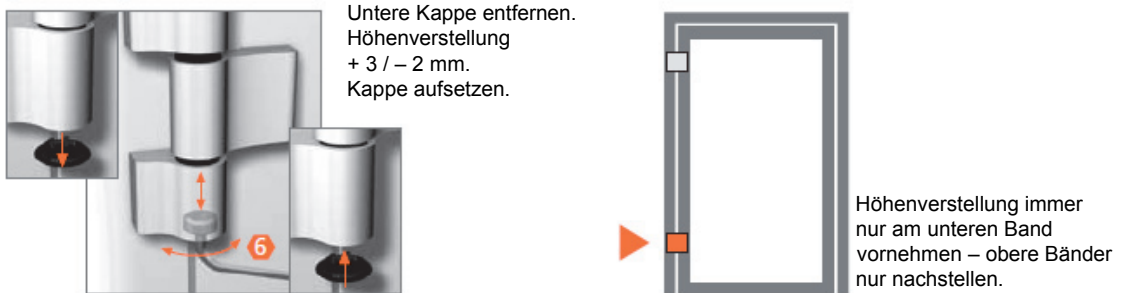 Untere Kappe entfernen.
Höhenverstellung
+ 3 / – 2 mm.
Kappe aufsetzen.
6
Höhenverstellung immer
nur am unteren Band
vornehmen – obere Bänder
nur nachstellen.